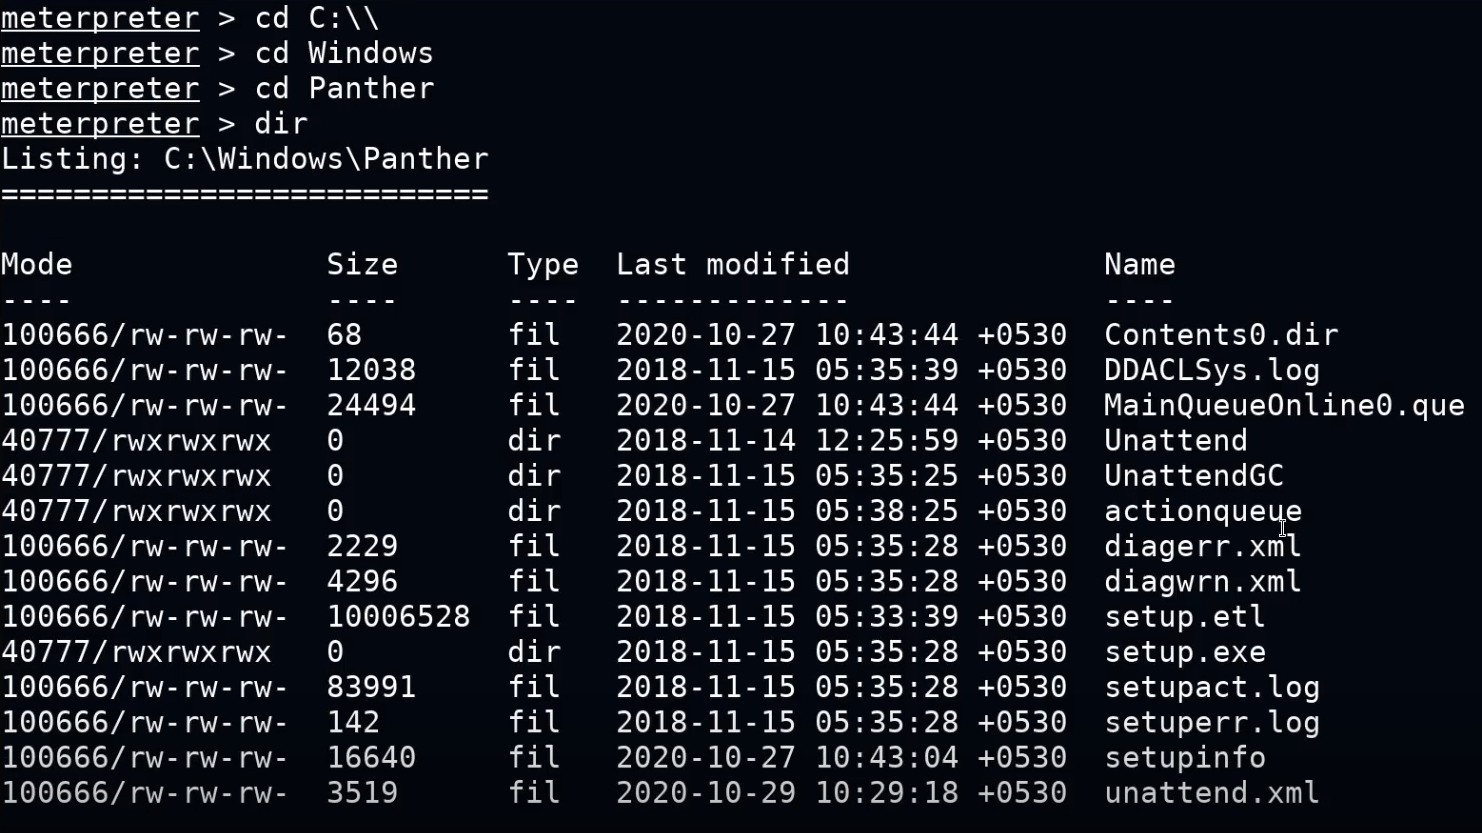 meterpreter > cd C:\\
meterpreter > cd Windows
meterpreter > cd Panther
meterpreter > dir
Listing: C:\Windows\Panther
===========================
Mode              Size      Type  Last modified              Name
----              ----      ----  -------------              ----
100666/rw-rw-rw-  68        fil   2020-10-27 10:43:44 +0530  Contents0.dir
100666/rw-rw-rw-  12038     fil   2018-11-15 05:35:39 +0530  DDACLSys.log
100666/rw-rw-rw-  24494     fil   2020-10-27 10:43:44 +0530  MainQueueOnline0.que
40777/rwxrwxrwx   0         dir   2018-11-14 12:25:59 +0530  Unattend
40777/rwxrwxrwx   0         dir   2018-11-15 05:35:25 +0530  UnattendGC
40777/rwxrwxrwx   0         dir   2018-11-15 05:38:25 +0530  actionqueue
100666/rw-rw-rw-  2229      fil   2018-11-15 05:35:28 +0530  diagerr.xml
100666/rw-rw-rw-  4296      fil   2018-11-15 05:35:28 +0530  diagwrn.xml
100666/rw-rw-rw-  10006528  fil   2018-11-15 05:33:39 +0530  setup.etl
40777/rwxrwxrwx   0         dir   2018-11-15 05:35:28 +0530  setup.exe
100666/rw-rw-rw-  83991     fil   2018-11-15 05:35:28 +0530  setupact.log
100666/rw-rw-rw-  142       fil   2018-11-15 05:35:28 +0530  setuperr.log
100666/rw-rw-rw-  16640     fil   2020-10-27 10:43:04 +0530  setupinfo
100666/rw-rw-rw-  3519      fil   2020-10-29 10:29:18 +0530  unattend.xml